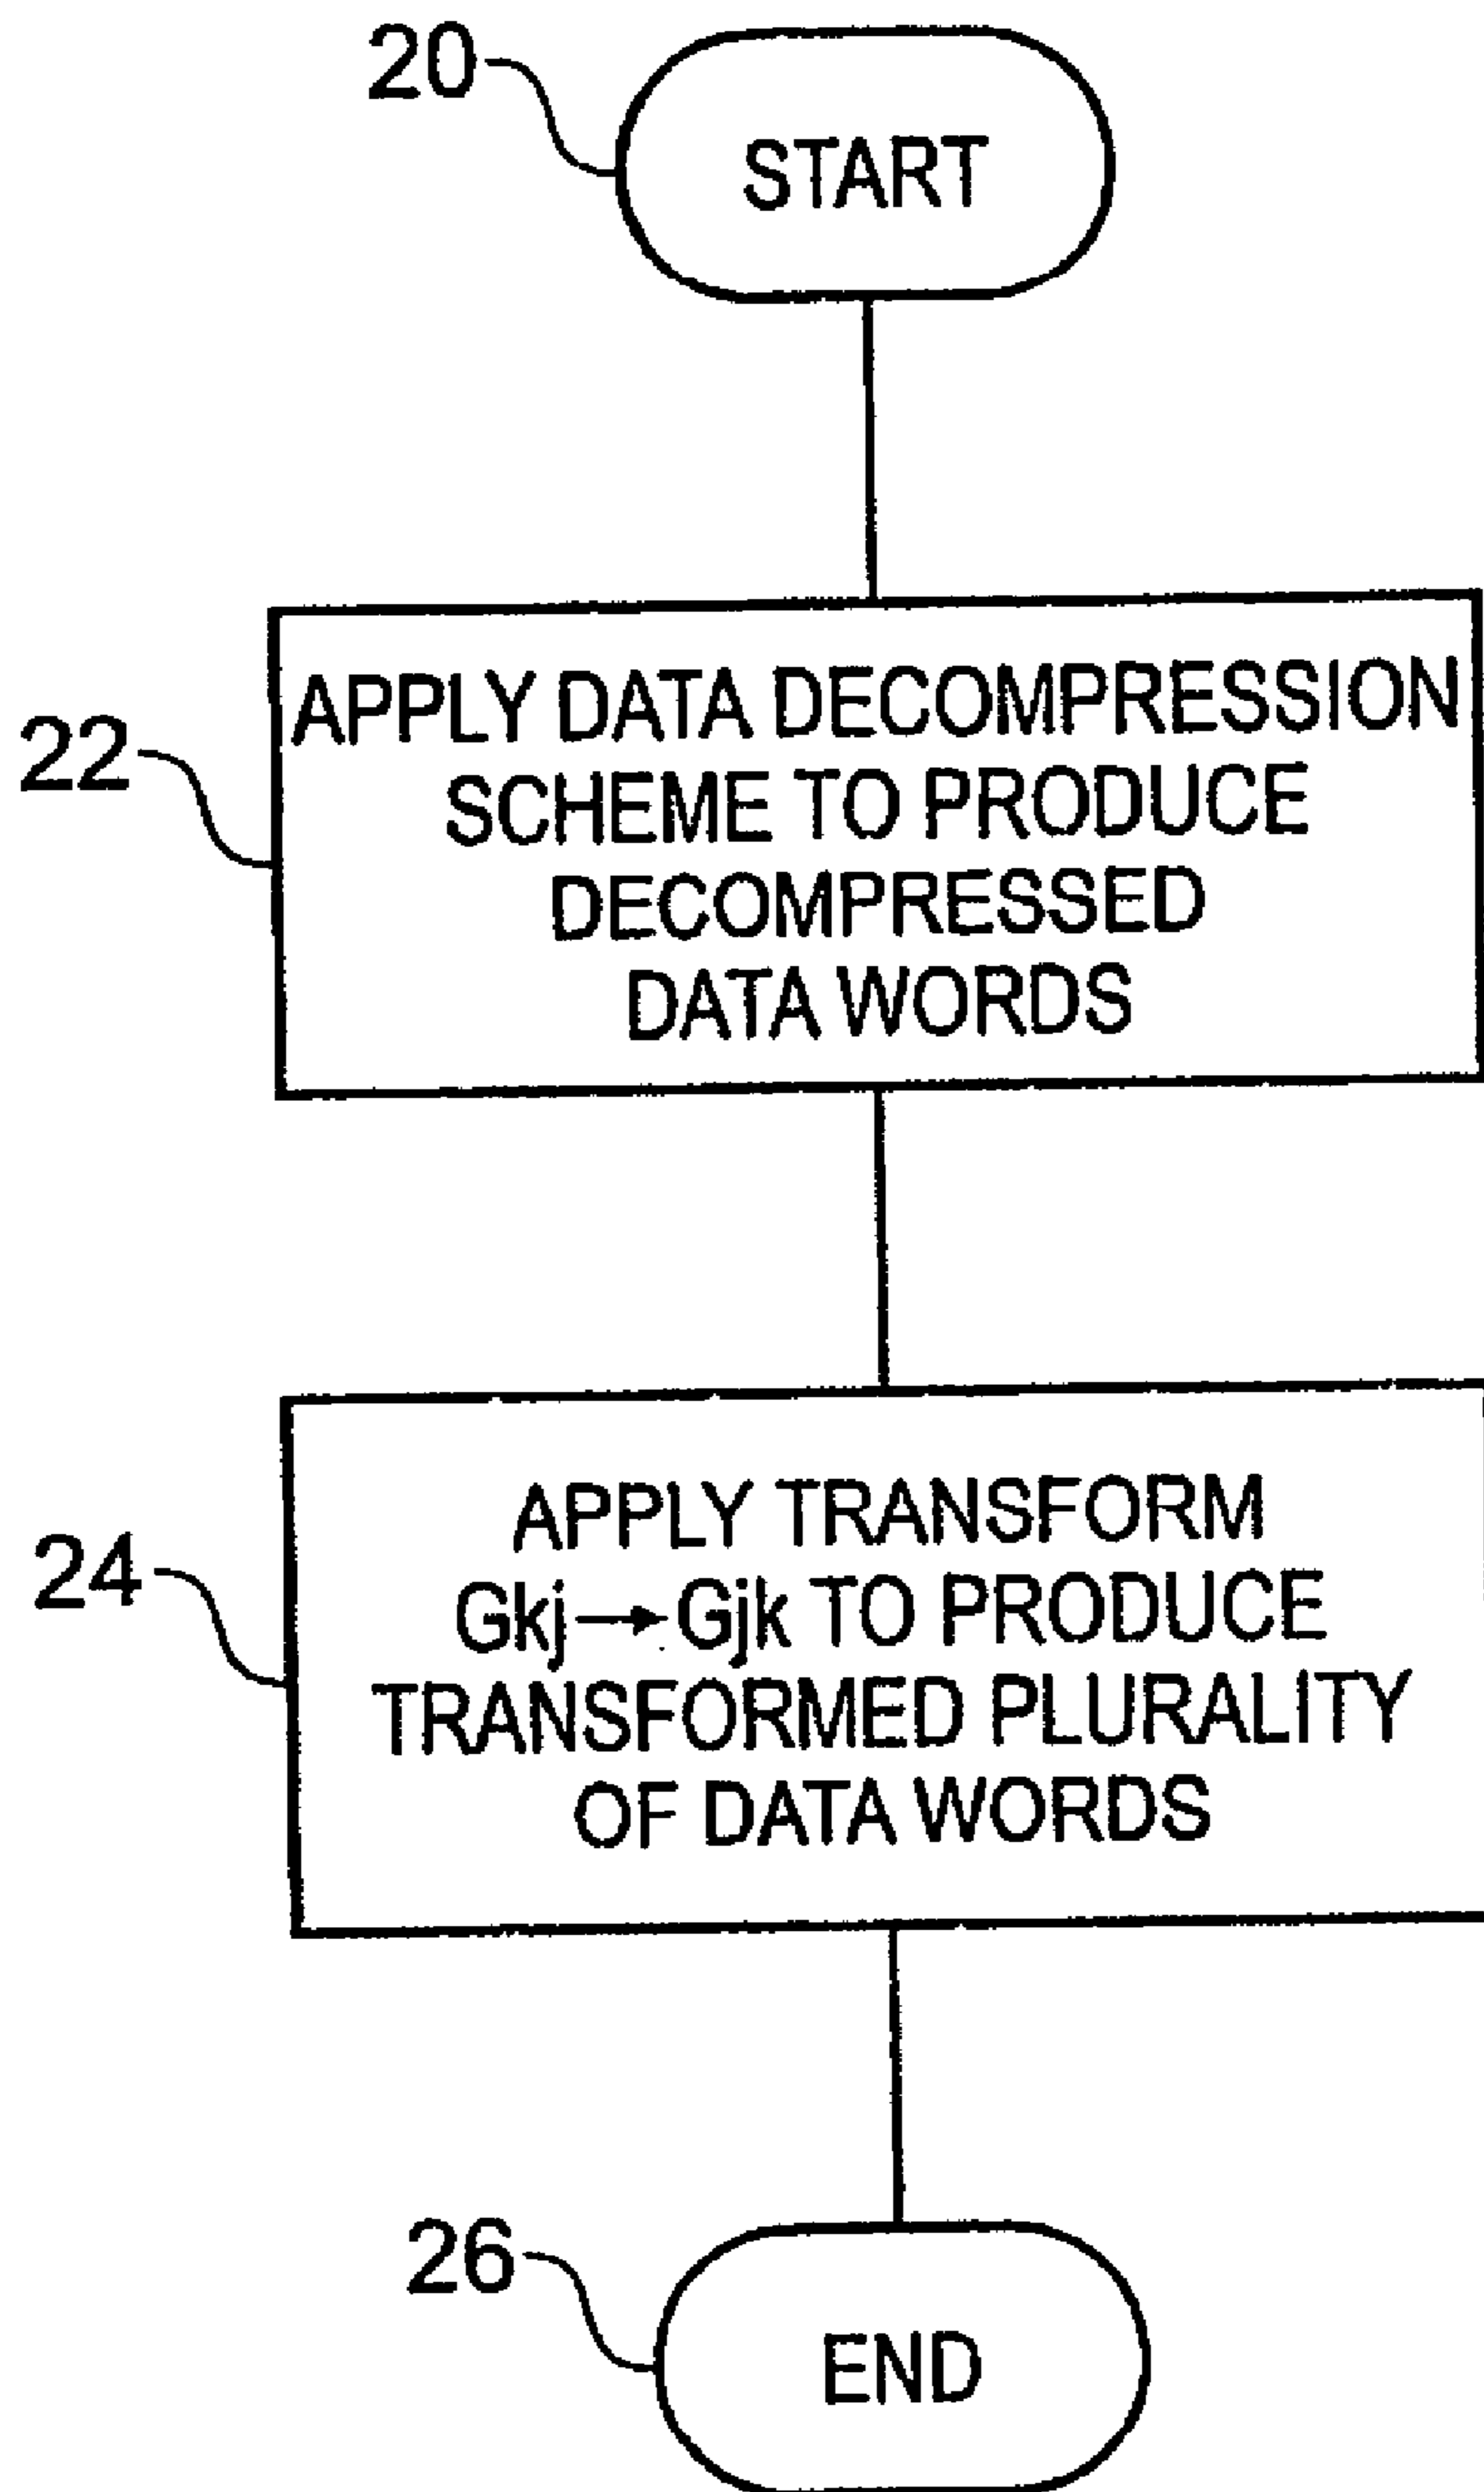 20
START
22
APPLY DATA DECOMPRESSION
SCHEME TO PRODUCE
DECOMPRESSED
DATA WORDS
24
APPLY TRANSFORM
Gkj→Gjk TO PRODUCE
TRANSFORMED PLURALITY
OF DATA WORDS
26
END